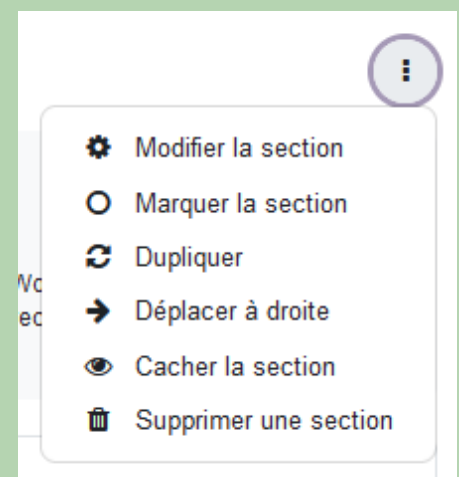 Modifier la section
Marquer la section
Dupliquer
Déplacer à droite
Cacher la section
Supprimer une section